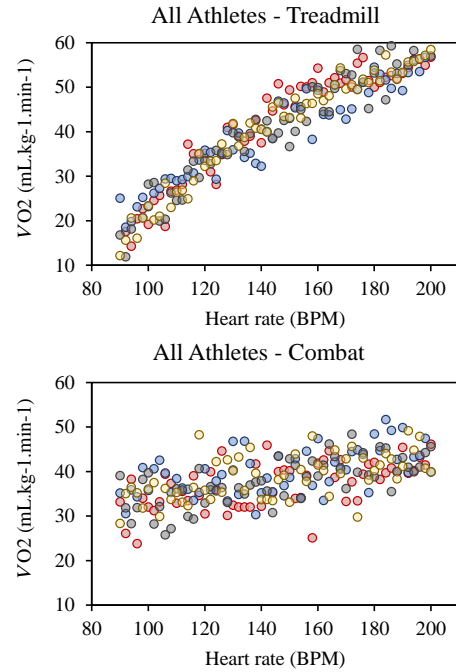 All Athletes - Treadmill
VO2 (mL.kg-1.min-1)
60
50
40
30
20
10
80 100 120 140 160 180 200
Heart rate (BPM)
All Athletes - Combat
VO2 (mL.kg-1.min-1)
60
50
40
30
20
10
80 100 120 140 160 180 200
Heart rate (BPM)